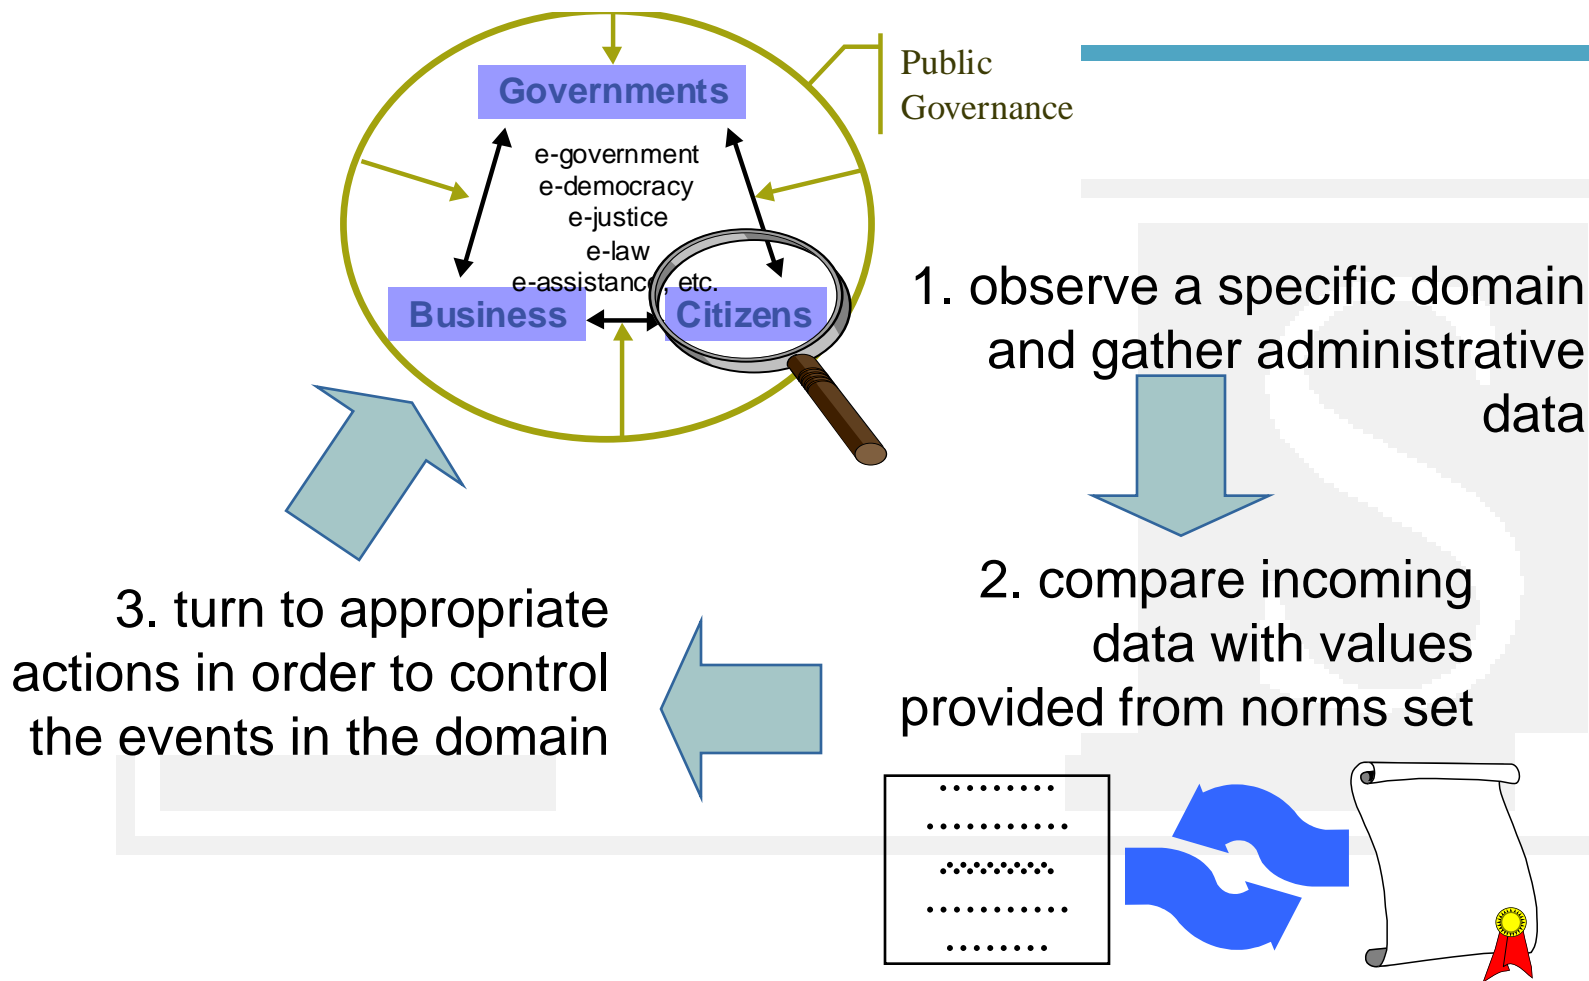 Public
Governance
Governments
e-government
e-democracy
e-justice
e-law
e-assistance, etc.
Business
Citizens
1. observe a specific domain
and gather administrative
data
2. compare incoming
data with values
provided from norms set
3. turn to appropriate
actions in order to control
the events in the domain